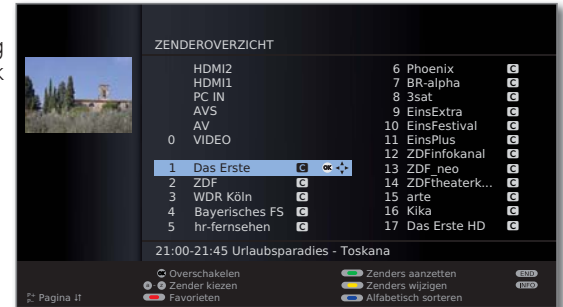 g
k
ZENDEROVERZICHT
HDMI2
HDMI1
PC IN
AVS
AV
0 VIDEO
1 Das Erste C OK
2 ZDF C
3 WDR Köln C
4 Bayerisches FS C
5 hr-fernsehen C
6 Phoenix C
7 BR-alpha C
8 3sat C
9 EinsExtra C
10 EinsFestival C
11 EinsPlus C
12 ZDFinfokanal C
13 ZDF_neo C
14 ZDFtheaterk... C
15 arte C
16 Kika C
17 Das Erste HD C
21:00-21:45 Urlaubsparadies - Toskana
P+ P- Pagina ↓↑
OK Overschakelen
Zender kiezen
Favorieten
Zenders aanzetten
Zenders wijzigen
Alfabetisch sorteren
END
INFO